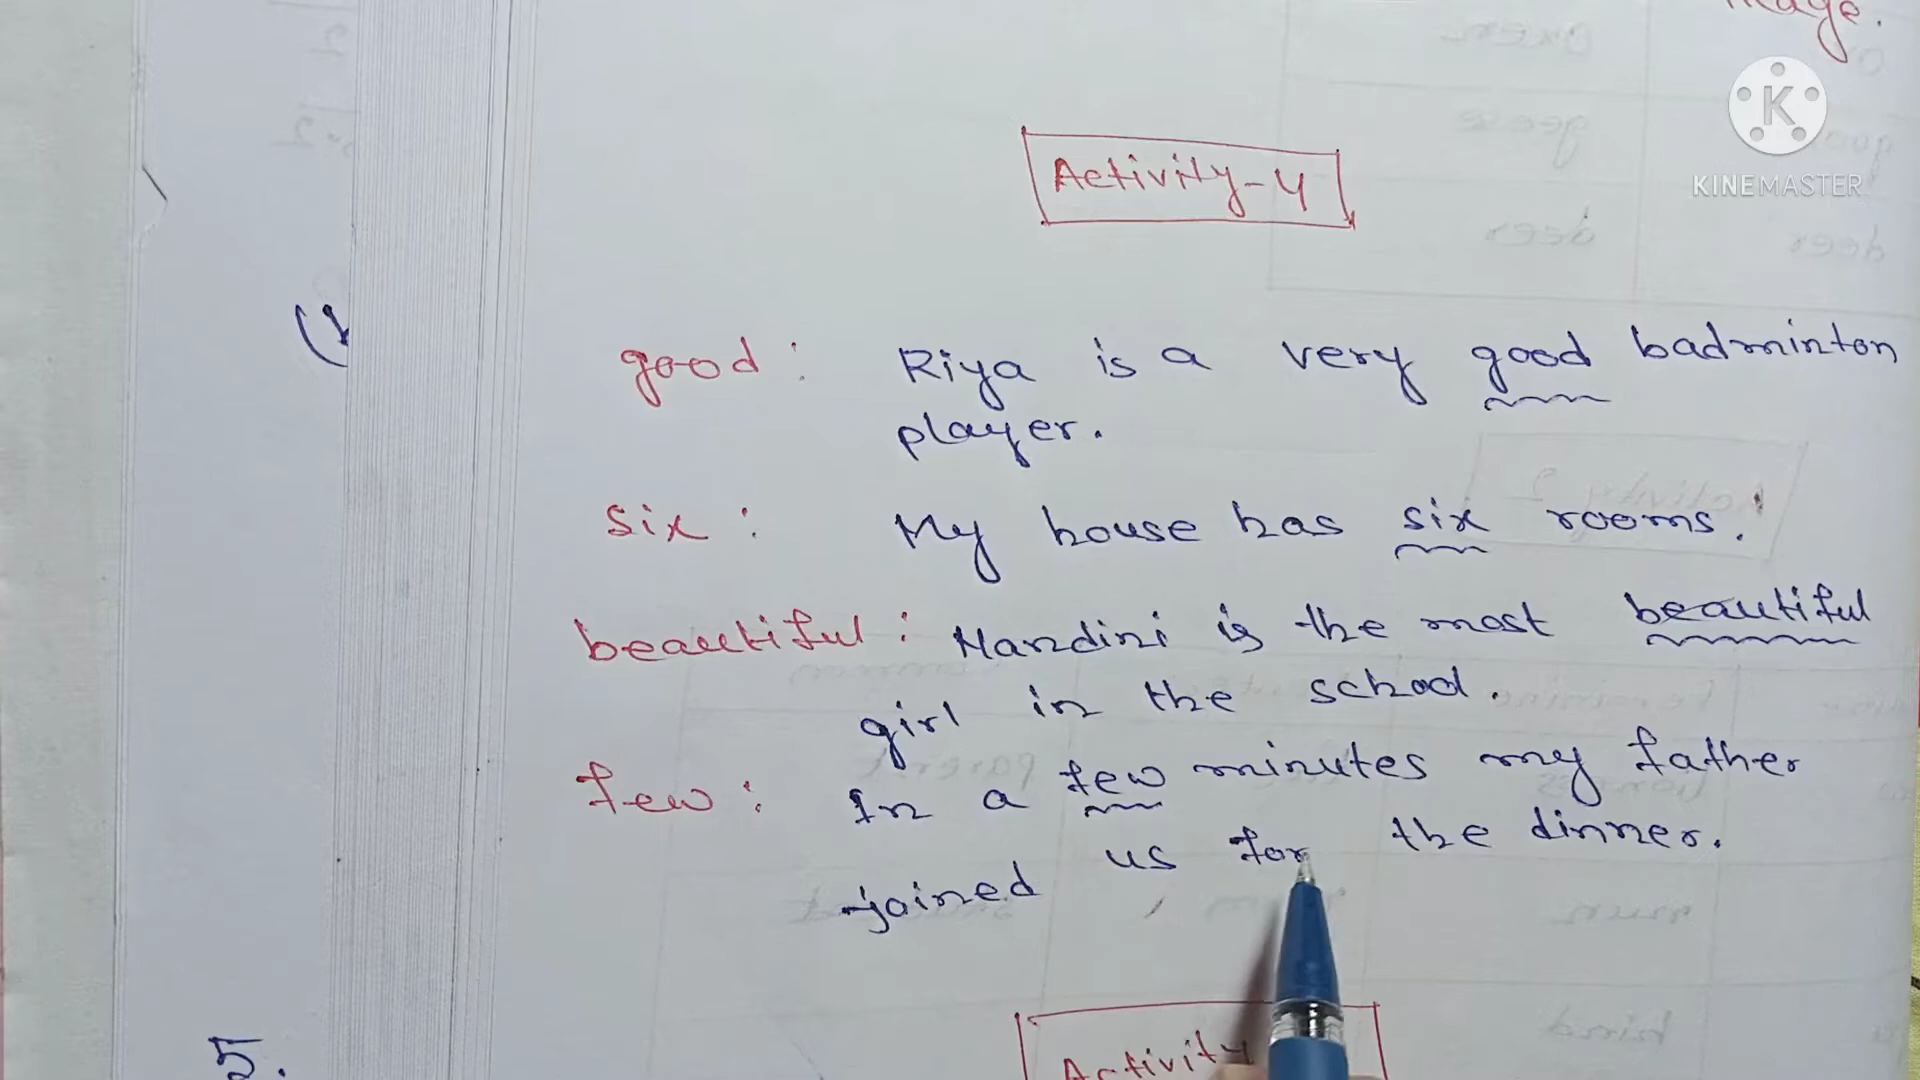 Activity-4
good: Riya is a very good badminton
player.
six: My house has six rooms.
beautiful: Nandini is the most beautiful
girl in the school.
few: In a few minutes my father
joined us for the dinner.
5.
Activity
KINEMASTER